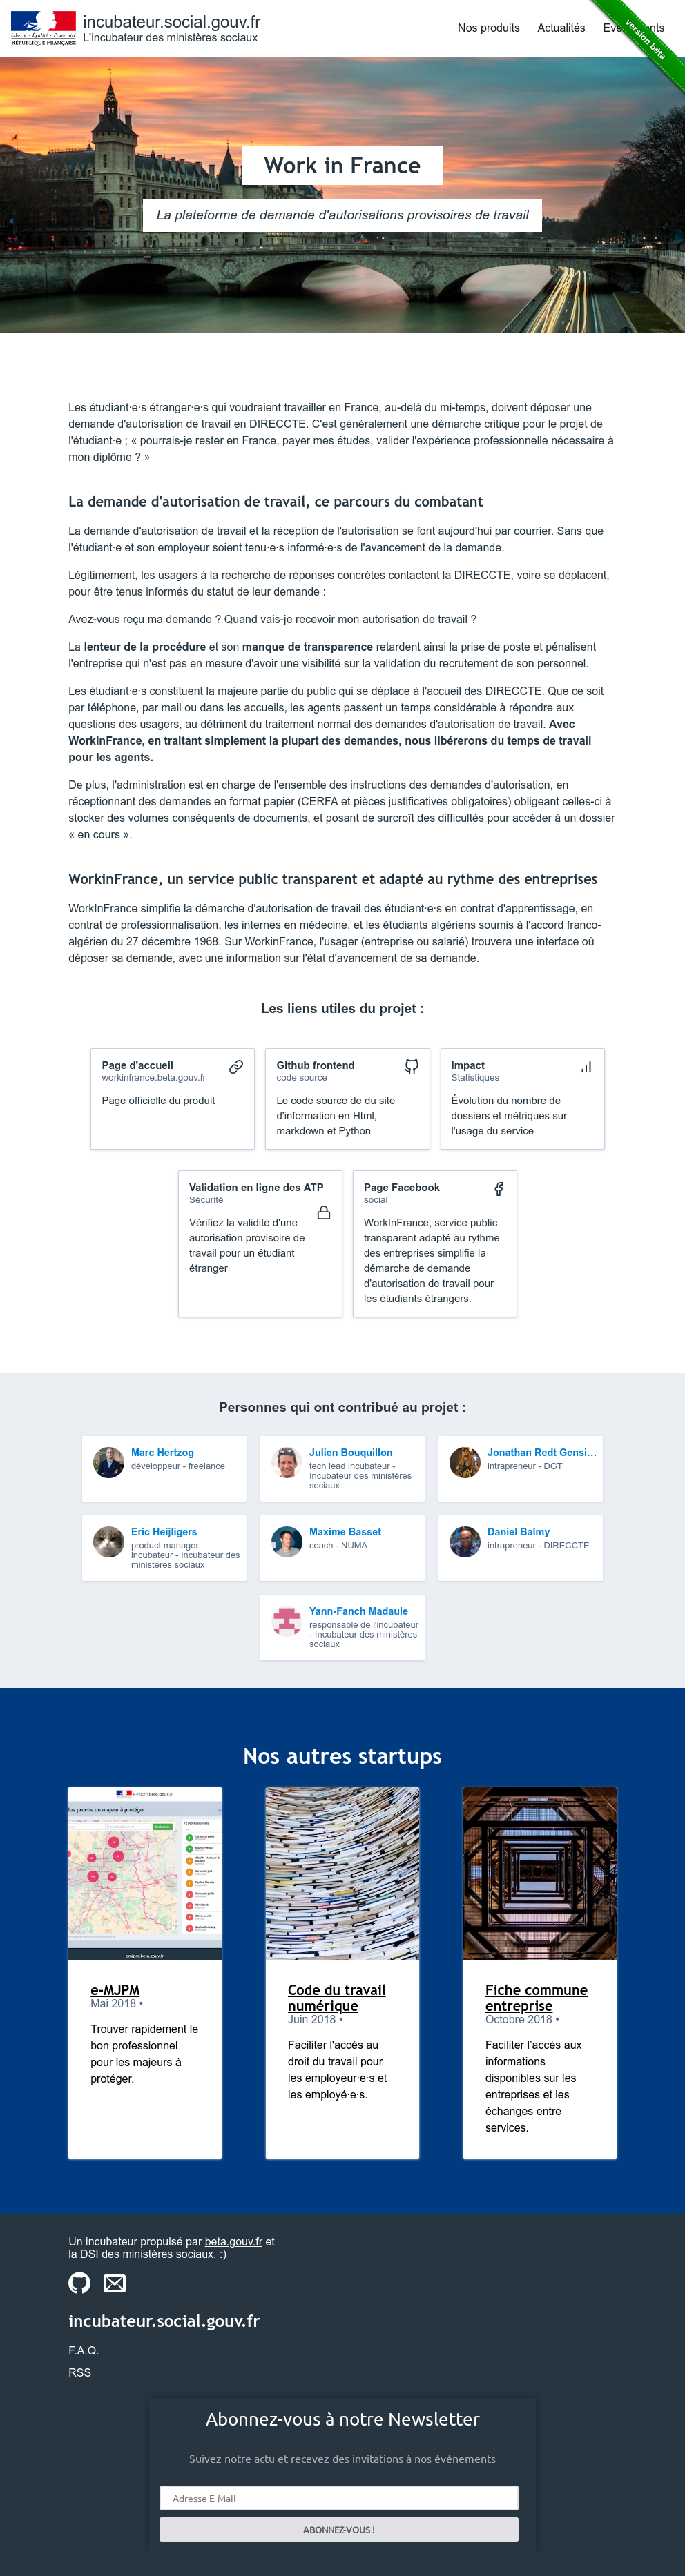 incubateur.social.gouv.fr
L'incubateur des ministères sociaux
Liberté • Égalité • Fraternité
RÉPUBLIQUE FRANÇAISE
Nos produits
Actualités
version bêta
Work in France
La plateforme de demande d'autorisations provisoires de travail
Les étudiant·e·s étranger·e·s qui voudraient travailler en France, au-delà du mi-temps, doivent déposer une
demande d'autorisation de travail en DIRECCTE. C'est généralement une démarche critique pour le projet de
l'étudiant·e ; « pourrais-je rester en France, payer mes études, valider l'expérience professionnelle nécessaire à
mon diplôme ? »
La demande d'autorisation de travail, ce parcours du combatant
La demande d'autorisation de travail et la réception de l'autorisation se font aujourd'hui par courrier. Sans que
l'étudiant·e et son employeur soient tenu·e·s informé·e·s de l'avancement de la demande.
Légitimement, les usagers à la recherche de réponses concrètes contactent la DIRECCTE, voire se déplacent,
pour être tenus informés du statut de leur demande :
Avez-vous reçu ma demande ? Quand vais-je recevoir mon autorisation de travail ?
La lenteur de la procédure et son manque de transparence retardent ainsi la prise de poste et pénalisent
l'entreprise qui n'est pas en mesure d'avoir une visibilité sur la validation du recrutement de son personnel.
Les étudiant·e·s constituent la majeure partie du public qui se déplace à l'accueil des DIRECCTE. Que ce soit
par téléphone, par mail ou dans les accueils, les agents passent un temps considérable à répondre aux
questions des usagers, au détriment du traitement normal des demandes d'autorisation de travail. Avec
WorkInFrance, en traitant simplement la plupart des demandes, nous libérerons du temps de travail
pour les agents.
De plus, l'administration est en charge de l'ensemble des instructions des demandes d'autorisation, en
réceptionnant des demandes en format papier (CERFA et pièces justificatives obligatoires) obligeant celles-ci à
stocker des volumes conséquents de documents, et posant de surcroît des difficultés pour accéder à un dossier
« en cours ».
WorkinFrance, un service public transparent et adapté au rythme des entreprises
WorkInFrance simplifie la démarche d'autorisation de travail des étudiant·e·s en contrat d'apprentissage, en
contrat de professionnalisation, les internes en médecine, et les étudiants algériens soumis à l'accord franco-
algérien du 27 décembre 1968. Sur WorkinFrance, l'usager (entreprise ou salarié) trouvera une interface où
déposer sa demande, avec une information sur l'état d'avancement de sa demande.
Les liens utiles du projet :
Page d'accueil
workinfrance.beta.gouv.fr
Page officielle du produit
Github frontend
code source
Le code source de du site
d'information en Html,
markdown et Python
Impact
Statistiques
Évolution du nombre de
dossiers et métriques sur
l'usage du service
Validation en ligne des ATP
Sécurité
Vérifiez la validité d'une
autorisation provisoire de
travail pour un étudiant
étranger
Page Facebook
social
WorkInFrance, service public
transparent adapté au rythme
des entreprises simplifie la
démarche de demande
d'autorisation de travail pour
les étudiants étrangers.
Personnes qui ont contribué au projet :
Marc Hertzog
développeur - freelance
Julien Bouquillon
tech lead incubateur -
Incubateur des ministères
sociaux
Jonathan Redt Gensi…
intrapreneur - DGT
Eric Heijligers
product manager
incubateur - Incubateur des
ministères sociaux
Maxime Basset
coach - NUMA
Daniel Balmy
intrapreneur - DIRECCTE
Yann-Fanch Madaule
responsable de l'incubateur
- Incubateur des ministères
sociaux
Nos autres startups
e-MJPM
Mai 2018 •
Trouver rapidement le
bon professionnel
pour les majeurs à
protéger.
Code du travail
numérique
Juin 2018 •
Faciliter l'accès au
droit du travail pour
les employeur·e·s et
les employé·e·s.
Fiche commune
entreprise
Octobre 2018 •
Faciliter l'accès aux
informations
disponibles sur les
entreprises et les
échanges entre
services.
Un incubateur propulsé par beta.gouv.fr et
la DSI des ministères sociaux. :)
incubateur.social.gouv.fr
F.A.Q.
RSS
Abonnez-vous à notre Newsletter
Suivez notre actu et recevez des invitations à nos événements
Adresse E-Mail
ABONNEZ-VOUS !